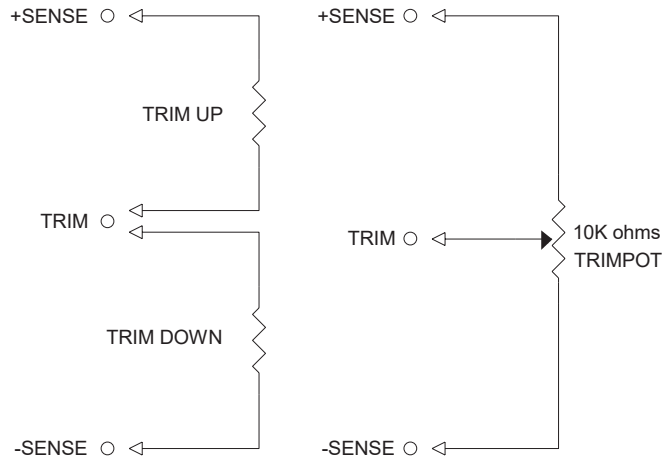 +SENSE
TRIM UP
TRIM
TRIM DOWN
-SENSE
+SENSE
TRIM
10K ohms
TRIMPOT
-SENSE